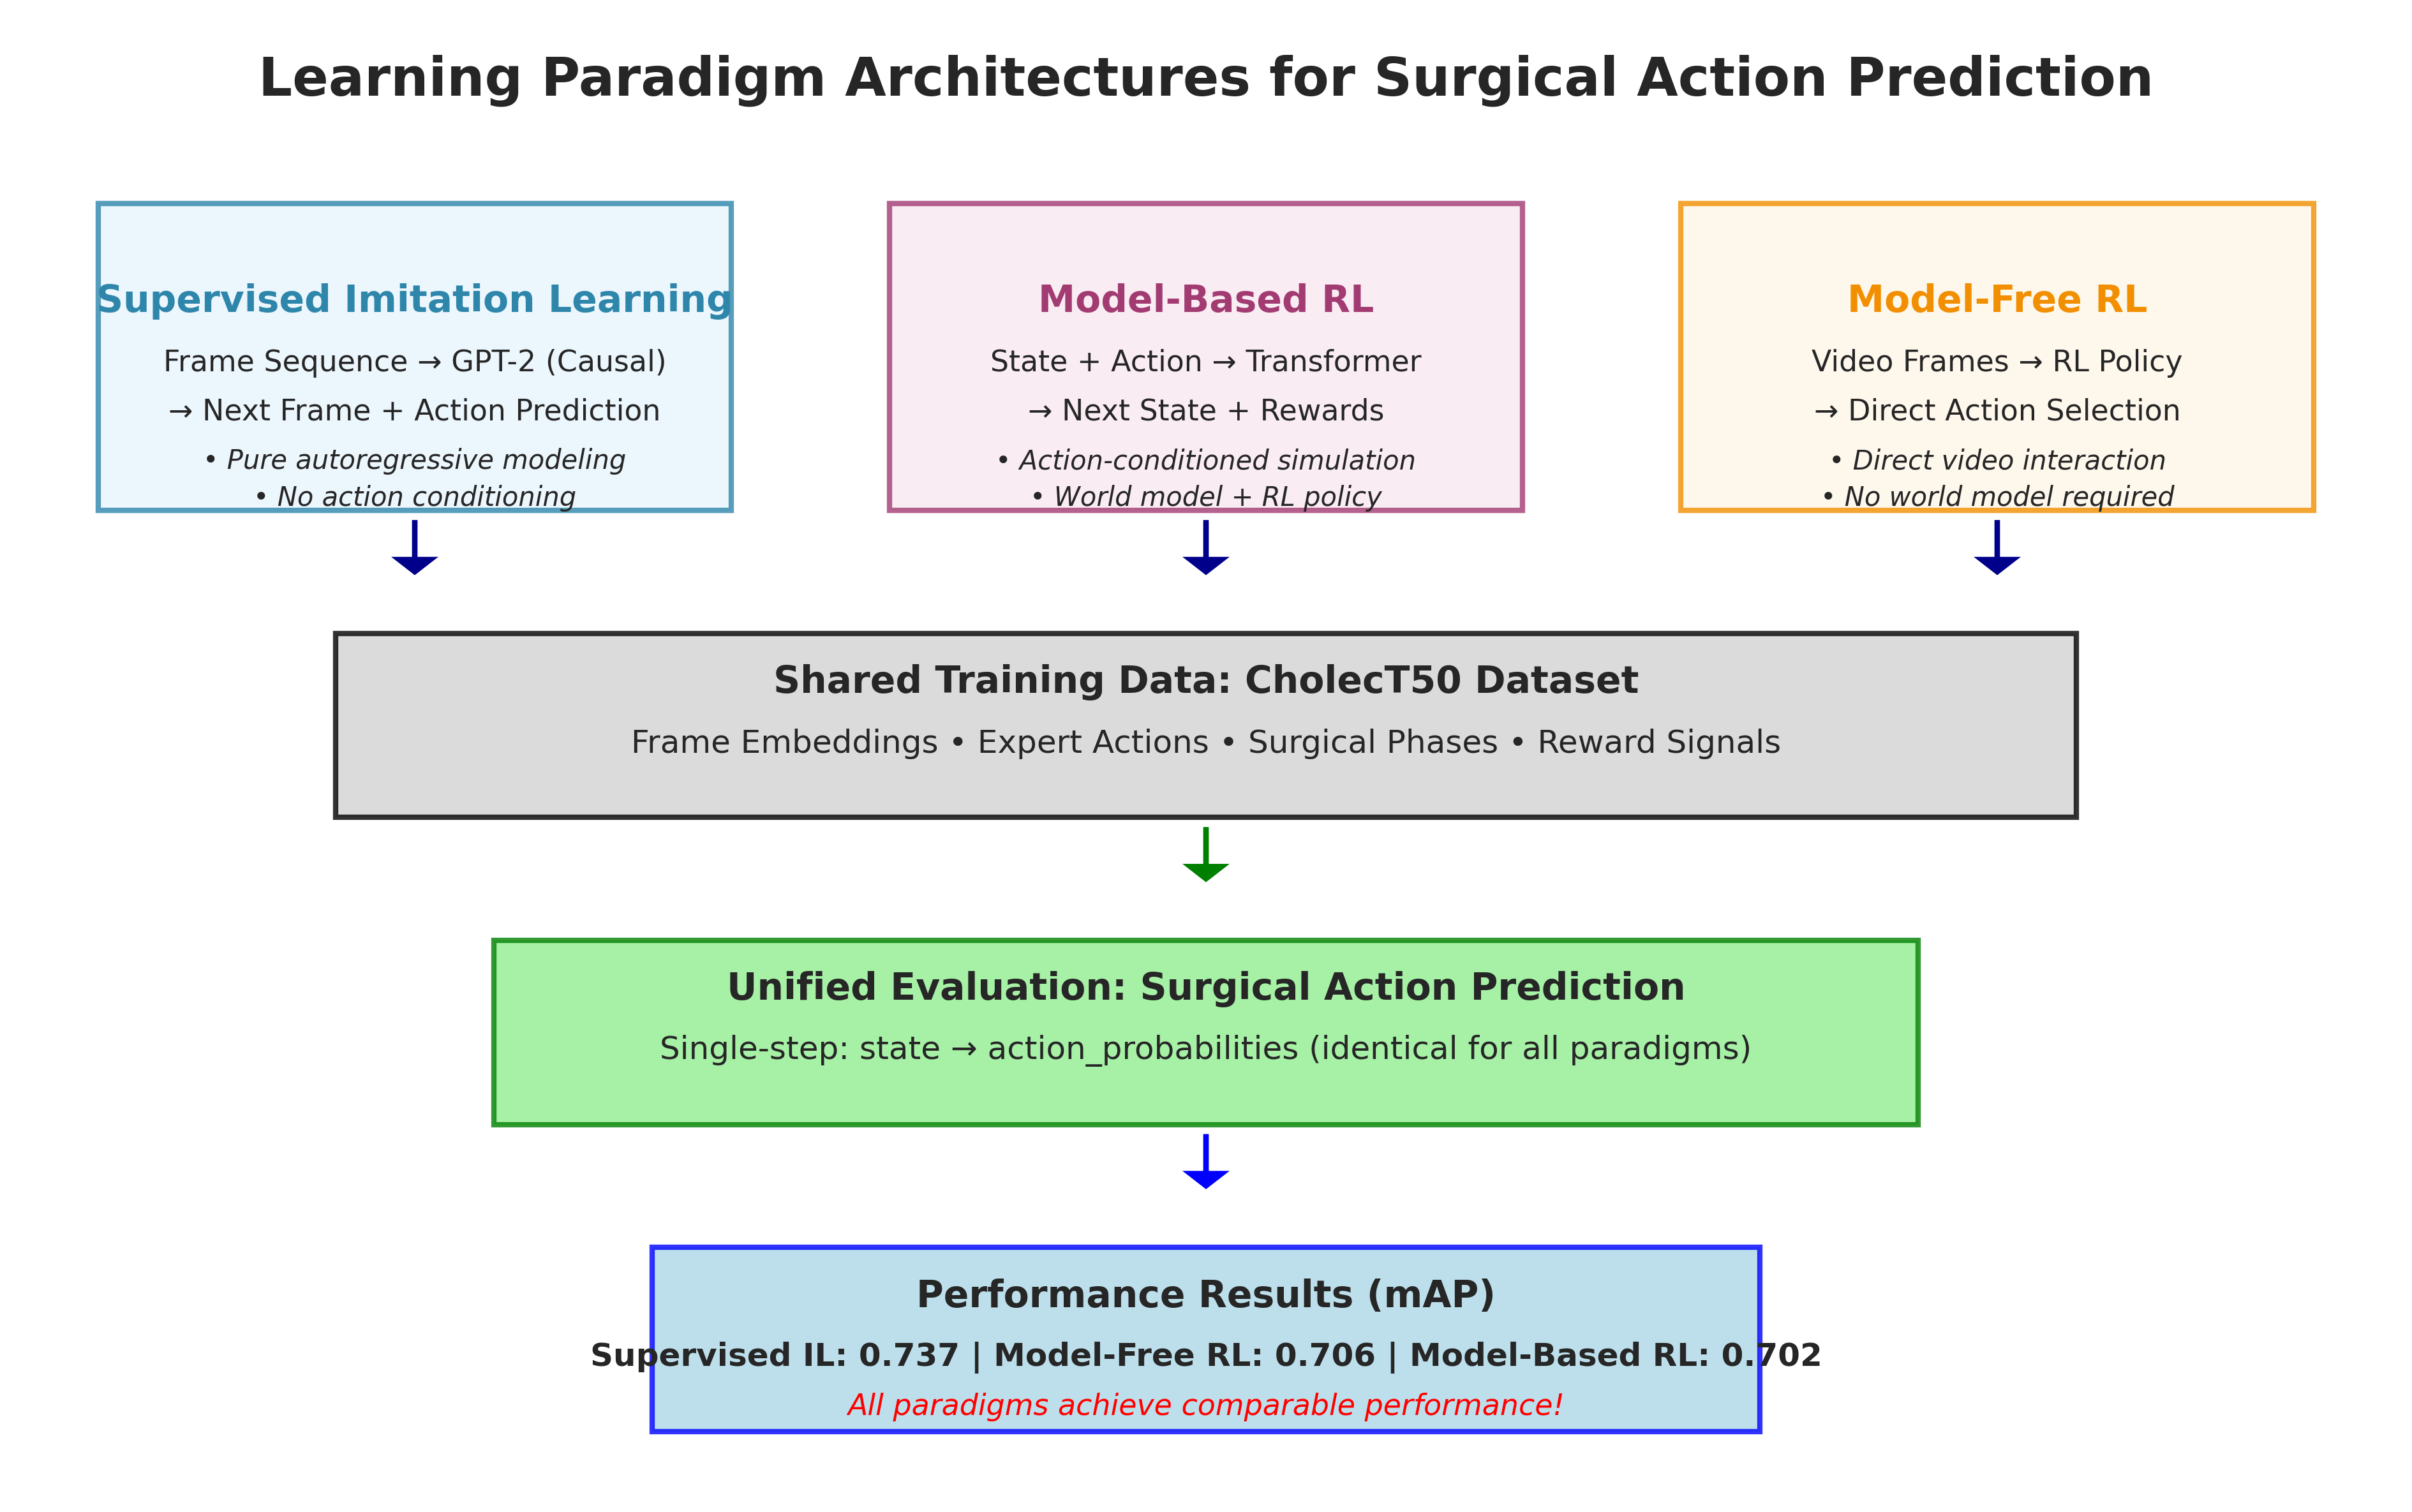 Learning Paradigm Architectures for Surgical Action Prediction
Supervised Imitation Learning
Frame Sequence → GPT-2 (Causal)
→ Next Frame + Action Prediction
• Pure autoregressive modeling
• No action conditioning
Model-Based RL
State + Action → Transformer
→ Next State + Rewards
• Action-conditioned simulation
• World model + RL policy
Model-Free RL
Video Frames → RL Policy
→ Direct Action Selection
• Direct video interaction
• No world model required
Shared Training Data: CholecT50 Dataset
Frame Embeddings • Expert Actions • Surgical Phases • Reward Signals
Unified Evaluation: Surgical Action Prediction
Single-step: state → action_probabilities (identical for all paradigms)
Performance Results (mAP)
Supervised IL: 0.737 | Model-Free RL: 0.706 | Model-Based RL: 0.702
All paradigms achieve comparable performance!